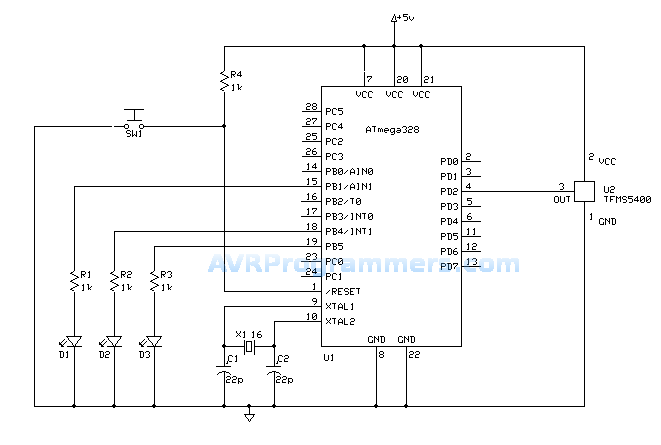 +5v
R4
1k
7
20
21
VCC
VCC
VCC
SW1
28
PC5
27
PC4
25
PC2
26
PC3
14
PB0/AIN0
15
PB1/AIN1
16
PB2/T0
17
PB3/INT0
18
PB4/INT1
19
PB5
23
PC0
24
PC1
1
/RESET
9
XTAL1
10
XTAL2
ATmega328
PD0
2
PD1
3
PD2
4
PD3
5
PD4
6
PD5
11
PD6
12
PD7
13
2
VCC
3
OUT
U2
TFMS5400
1
GND
AVRProgrammers.com
R1
1k
R2
1k
R3
1k
D1
D2
D3
X1 16
C1
22p
C2
22p
U1
GND
GND
8
22